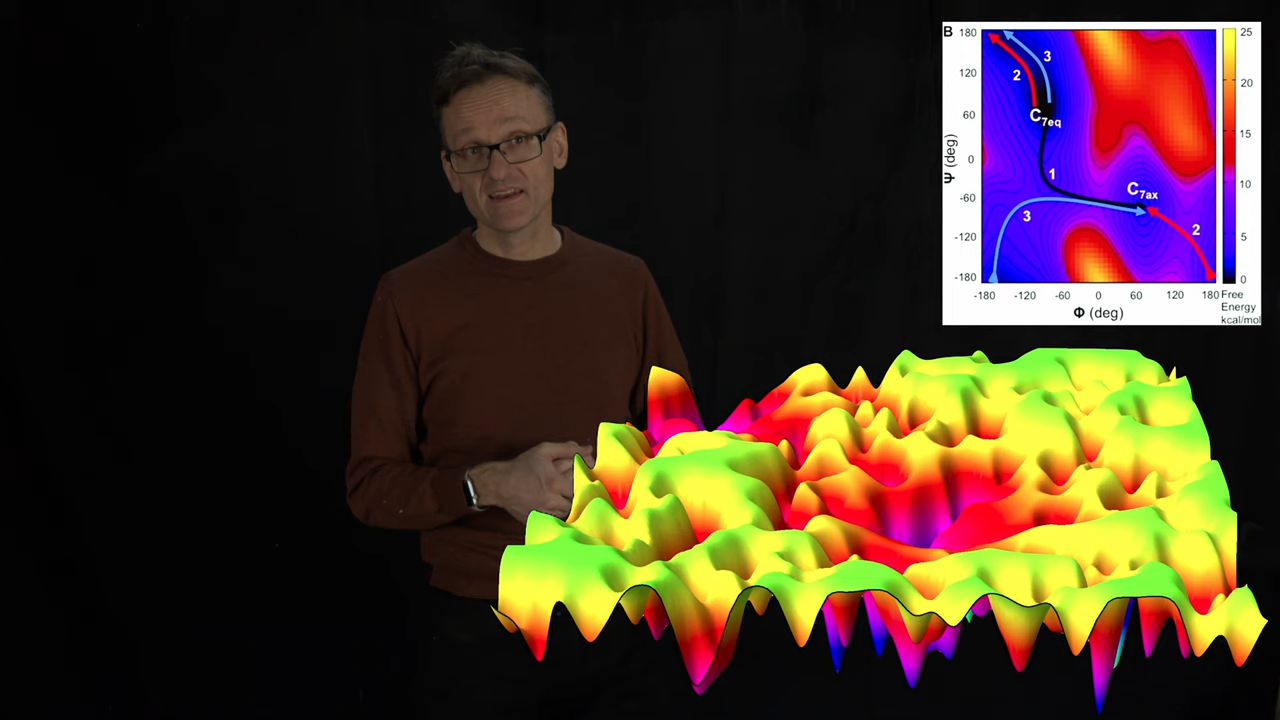 B
180
120
60
0
-60
-120
-180
Ψ (deg)
3
2
C7eq
1
C7ax
3
2
-180 -120 -60 0 60 120 180
Φ (deg)
25
20
15
10
5
0
Free
Energy
kcal/mol